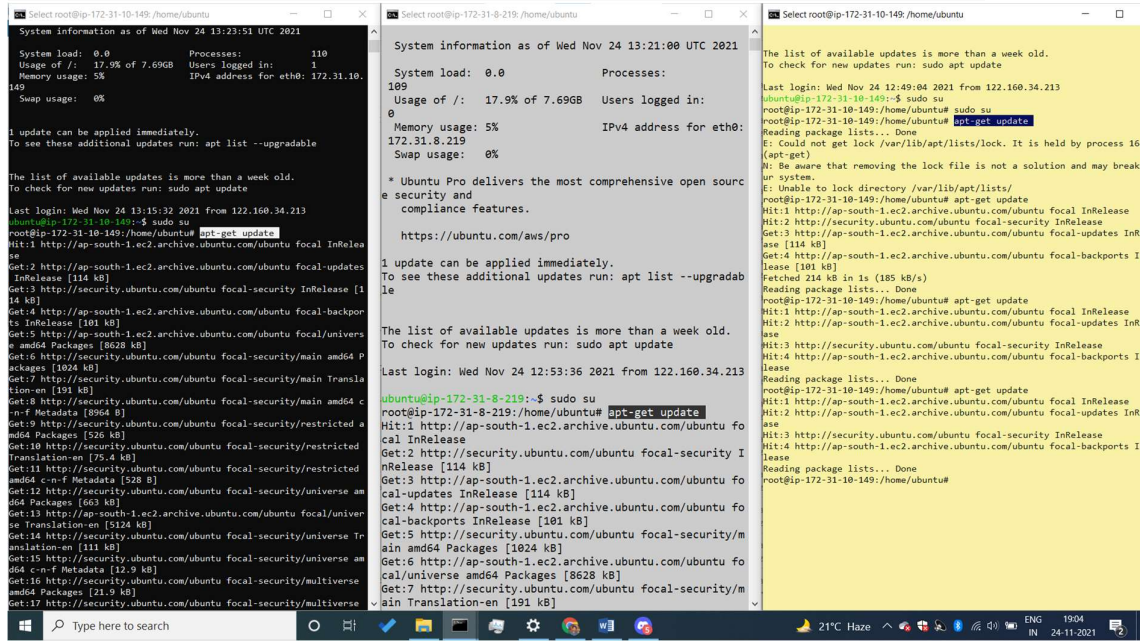 Select root@ip-172-31-10-149: /home/ubuntu
System information as of Wed Nov 24 13:23:51 UTC 2021
System load: 0.0 Processes: 110
Usage of /: 17.9% of 7.69GB Users logged in: 1
Memory usage: 5% IPv4 address for eth0: 172.31.10.
149
Swap usage: 0%
1 update can be applied immediately.
To see these additional updates run: apt list --upgradable
The list of available updates is more than a week old.
To check for new updates run: sudo apt update
Last login: Wed Nov 24 13:15:32 2021 from 122.160.34.213
ubuntu@ip-172-31-10-149:~$ sudo su
root@ip-172-31-10-149:/home/ubuntu# apt-get update
Hit:1 http://ap-south-1.ec2.archive.ubuntu.com/ubuntu focal InRelea
se
Get:2 http://ap-south-1.ec2.archive.ubuntu.com/ubuntu focal-updates
InRelease [114 kB]
Get:3 http://security.ubuntu.com/ubuntu focal-security InRelease [1
14 kB]
Get:4 http://ap-south-1.ec2.archive.ubuntu.com/ubuntu focal-backpor
ts InRelease [101 kB]
Get:5 http://ap-south-1.ec2.archive.ubuntu.com/ubuntu focal/univers
e amd64 Packages [8628 kB]
Get:6 http://security.ubuntu.com/ubuntu focal-security/main amd64 P
ackages [1024 kB]
Get:7 http://security.ubuntu.com/ubuntu focal-security/main Transla
tion-en [191 kB]
Get:8 http://security.ubuntu.com/ubuntu focal-security/main amd64 c
-n-f Metadata [8964 B]
Get:9 http://security.ubuntu.com/ubuntu focal-security/restricted a
md64 Packages [526 kB]
Get:10 http://security.ubuntu.com/ubuntu focal-security/restricted
Translation-en [75.4 kB]
Get:11 http://security.ubuntu.com/ubuntu focal-security/restricted
amd64 c-n-f Metadata [528 B]
Get:12 http://security.ubuntu.com/ubuntu focal-security/universe am
d64 Packages [663 kB]
Get:13 http://ap-south-1.ec2.archive.ubuntu.com/ubuntu focal/univer
se Translation-en [5124 kB]
Get:14 http://security.ubuntu.com/ubuntu focal-security/universe Tr
anslation-en [111 kB]
Get:15 http://security.ubuntu.com/ubuntu focal-security/universe am
d64 c-n-f Metadata [12.9 kB]
Get:16 http://security.ubuntu.com/ubuntu focal-security/multiverse
amd64 Packages [21.9 kB]
Get:17 http://security.ubuntu.com/ubuntu focal-security/multiverse
Select root@ip-172-31-8-219: /home/ubuntu
System information as of Wed Nov 24 13:21:00 UTC 2021
System load: 0.0 Processes:
109
Usage of /: 17.9% of 7.69GB Users logged in:
0
Memory usage: 5% IPv4 address for eth0:
172.31.8.219
Swap usage: 0%
* Ubuntu Pro delivers the most comprehensive open sourc
e security and
compliance features.
https://ubuntu.com/aws/pro
1 update can be applied immediately.
To see these additional updates run: apt list --upgradab
le
The list of available updates is more than a week old.
To check for new updates run: sudo apt update
Last login: Wed Nov 24 12:53:36 2021 from 122.160.34.213
ubuntu@ip-172-31-8-219:~$ sudo su
root@ip-172-31-8-219:/home/ubuntu# apt-get update
Hit:1 http://ap-south-1.ec2.archive.ubuntu.com/ubuntu fo
cal InRelease
Get:2 http://security.ubuntu.com/ubuntu focal-security I
nRelease [114 kB]
Get:3 http://ap-south-1.ec2.archive.ubuntu.com/ubuntu fo
cal-updates InRelease [114 kB]
Get:4 http://ap-south-1.ec2.archive.ubuntu.com/ubuntu fo
cal-backports InRelease [101 kB]
Get:5 http://security.ubuntu.com/ubuntu focal-security/m
ain amd64 Packages [1024 kB]
Get:6 http://ap-south-1.ec2.archive.ubuntu.com/ubuntu fo
cal/universe amd64 Packages [8628 kB]
Get:7 http://security.ubuntu.com/ubuntu focal-security/m
ain Translation-en [191 kB]
Select root@ip-172-31-10-149: /home/ubuntu
The list of available updates is more than a week old.
To check for new updates run: sudo apt update
Last login: Wed Nov 24 12:49:04 2021 from 122.160.34.213
ubuntu@ip-172-31-10-149:~$ sudo su
root@ip-172-31-10-149:/home/ubuntu# sudo su
root@ip-172-31-10-149:/home/ubuntu# apt-get update
Reading package lists... Done
E: Could not get lock /var/lib/apt/lists/lock. It is held by process 16
(apt-get)
N: Be aware that removing the lock file is not a solution and may break
ur system.
E: Unable to lock directory /var/lib/apt/lists/
root@ip-172-31-10-149:/home/ubuntu# apt-get update
Hit:1 http://ap-south-1.ec2.archive.ubuntu.com/ubuntu focal InRelease
Hit:2 http://security.ubuntu.com/ubuntu focal-security InRelease
Get:3 http://ap-south-1.ec2.archive.ubuntu.com/ubuntu focal-updates InR
ase [114 kB]
Get:4 http://ap-south-1.ec2.archive.ubuntu.com/ubuntu focal-backports I
lease [101 kB]
Fetched 214 kB in 1s (185 kB/s)
Reading package lists... Done
root@ip-172-31-10-149:/home/ubuntu# apt-get update
Hit:1 http://ap-south-1.ec2.archive.ubuntu.com/ubuntu focal InRelease
Hit:2 http://ap-south-1.ec2.archive.ubuntu.com/ubuntu focal-updates InR
ase
Hit:3 http://security.ubuntu.com/ubuntu focal-security InRelease
Hit:4 http://ap-south-1.ec2.archive.ubuntu.com/ubuntu focal-backports I
lease
Reading package lists... Done
root@ip-172-31-10-149:/home/ubuntu# apt-get update
Hit:1 http://ap-south-1.ec2.archive.ubuntu.com/ubuntu focal InRelease
Hit:2 http://ap-south-1.ec2.archive.ubuntu.com/ubuntu focal-updates InR
ase
Hit:3 http://security.ubuntu.com/ubuntu focal-security InRelease
Hit:4 http://ap-south-1.ec2.archive.ubuntu.com/ubuntu focal-backports I
lease
Reading package lists... Done
root@ip-172-31-10-149:/home/ubuntu#
Type here to search
21°C Haze
ENG
IN
19:04
24-11-2021